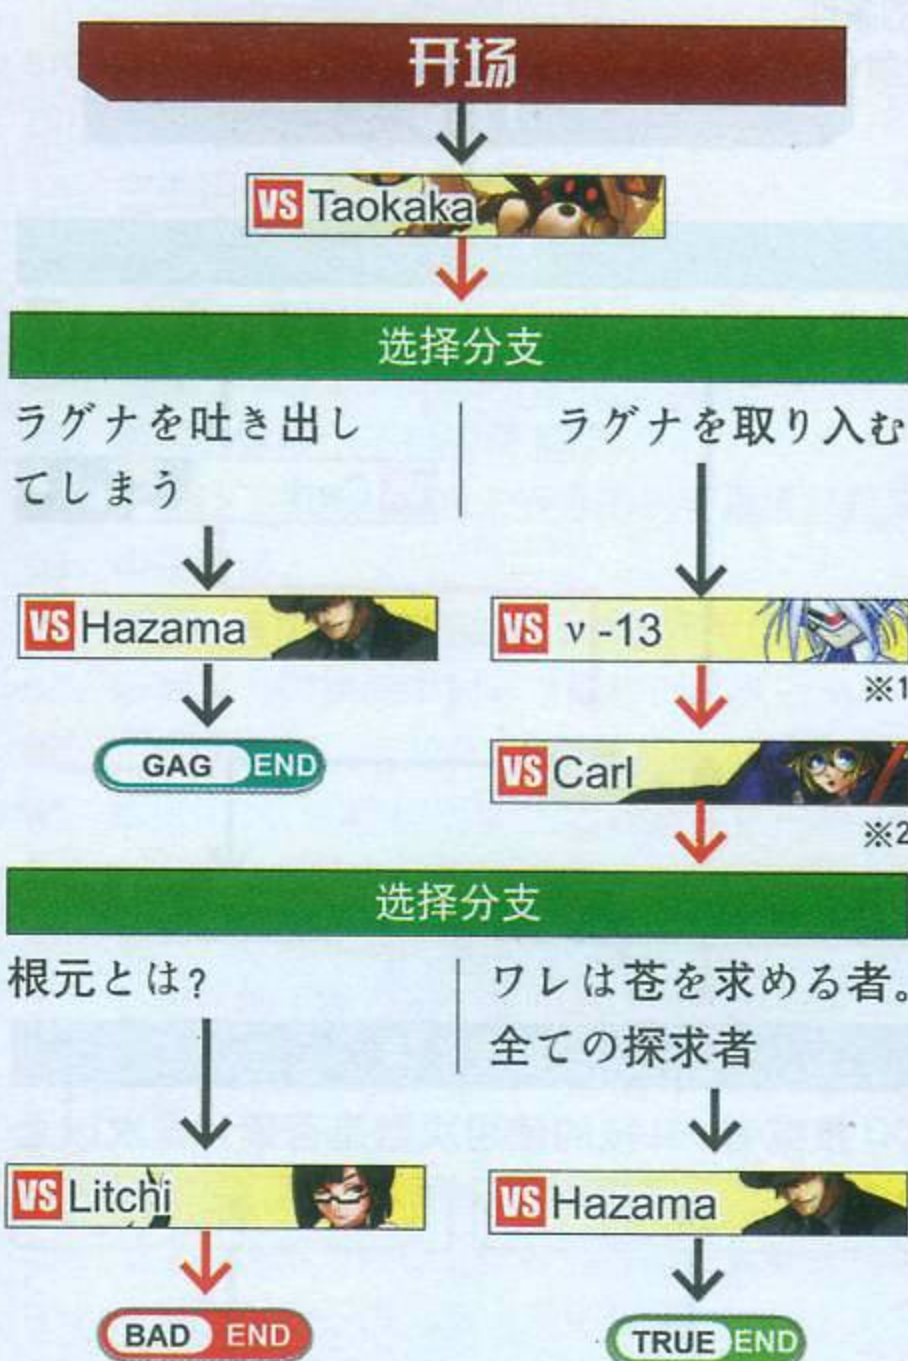 开场
VS Taokaka
选择分支
ラグナを吐き出し
てしまう
ラグナを取り入む
VS Hazama
GAG END
VS ν-13
※1
VS Carl
※2
选择分支
根元とは?
ワレは苍を求める者。
全ての探求者
VS Litchi
BAD END
VS Hazama
TRUE END